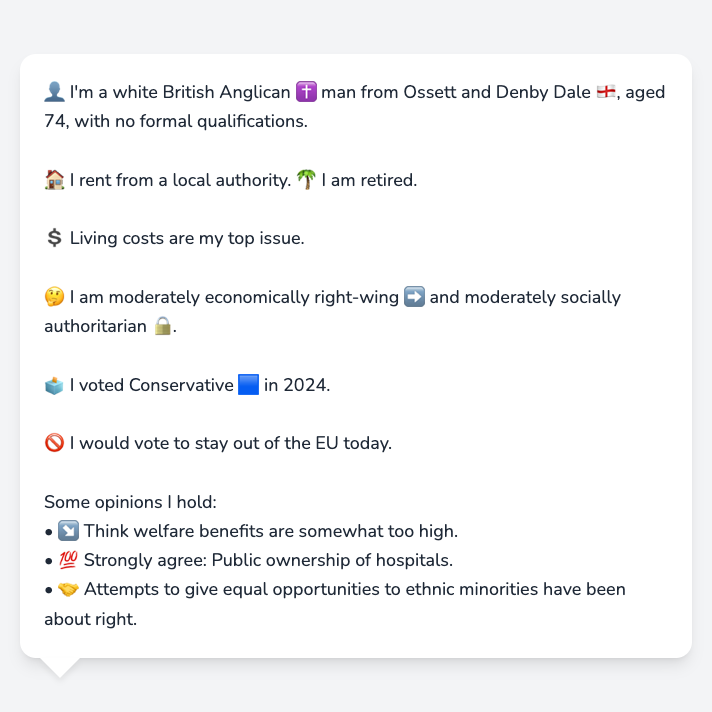 👤 I'm a white British Anglican ✝️ man from Ossett and Denby Dale 🏴󠁧󠁢󠁥󠁮󠁧󠁿, aged
74, with no formal qualifications.
🏠 I rent from a local authority. 🌴 I am retired.
💲 Living costs are my top issue.
🤔 I am moderately economically right-wing ➡️ and moderately socially
authoritarian 🔒.
🗳️ I voted Conservative 🟦 in 2024.
🚫 I would vote to stay out of the EU today.
Some opinions I hold:
• ↘️ Think welfare benefits are somewhat too high.
• 💯 Strongly agree: Public ownership of hospitals.
• 🤝 Attempts to give equal opportunities to ethnic minorities have been
about right.